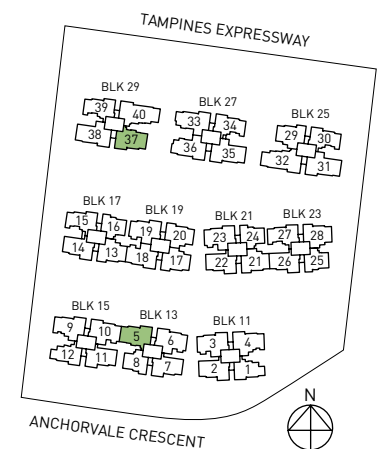 TAMPINES EXPRESSWAY
BLK 29
BLK 27
BLK 25
39 40
38 37
33 34
36 35
29 30
32 31
BLK 17
BLK 19
BLK 21
BLK 23
15 16
14 13
19 20
18 17
23 24
22 21
27 28
26 25
BLK 15
BLK 13
BLK 11
9 10
12 11
5 6
8 7
3 4
2 1
ANCHORVALE CRESCENT
N